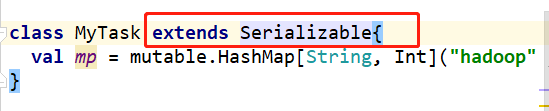 class MyTask extends Serializable{
val mp = mutable.HashMap[String, Int]("hadoop"
}